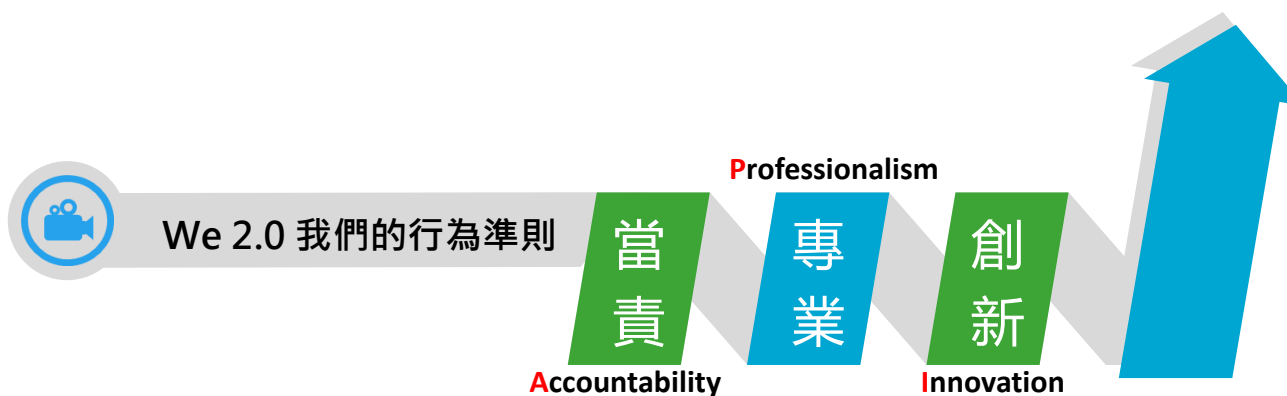 We 2.0 我們的行為準則
當責
Accountability
Professionalism
專業
創新
Innovation